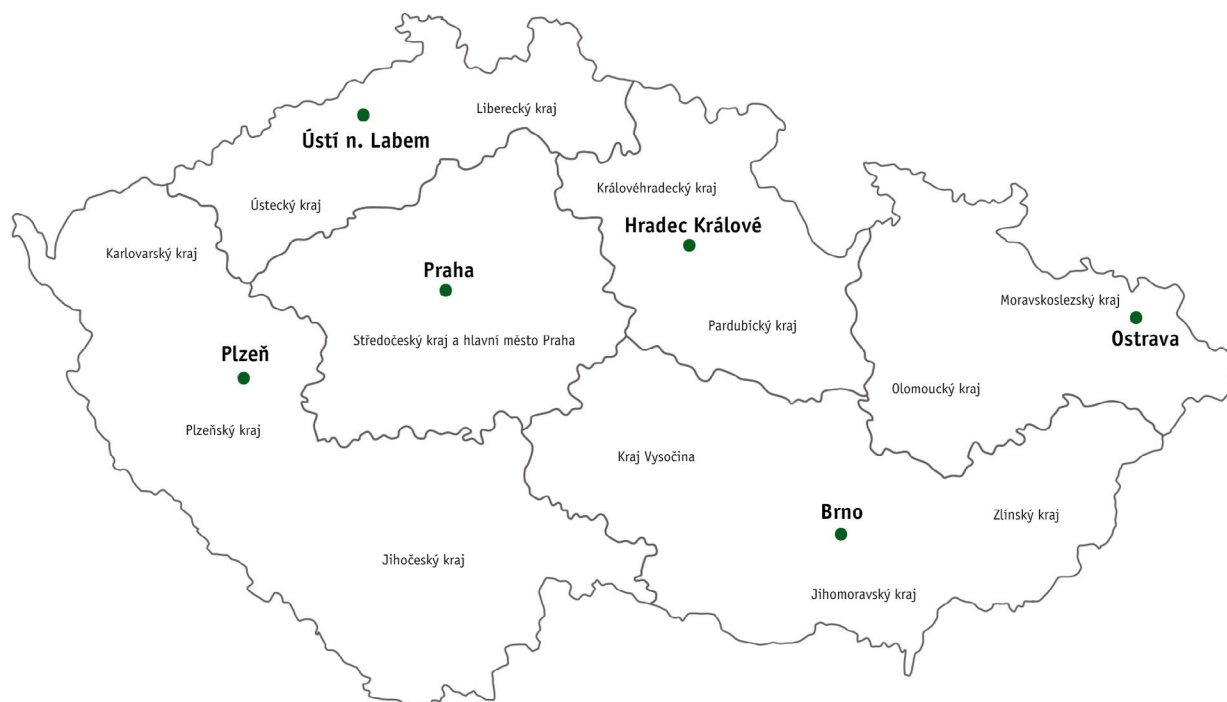 Liberecký kraj
Ústí n. Labem
Ústecký kraj
Královéhradecký kraj
Hradec Králové
Karlovarský kraj
Praha
Moravskoslezský kraj
Pardubický kraj
Středočeský kraj a hlavní město Praha
Ostrava
Plzeň
Olomoucký kraj
Plzeňský kraj
Kraj Vysočina
Brno
Zlínský kraj
Jihočeský kraj
Jihomoravský kraj